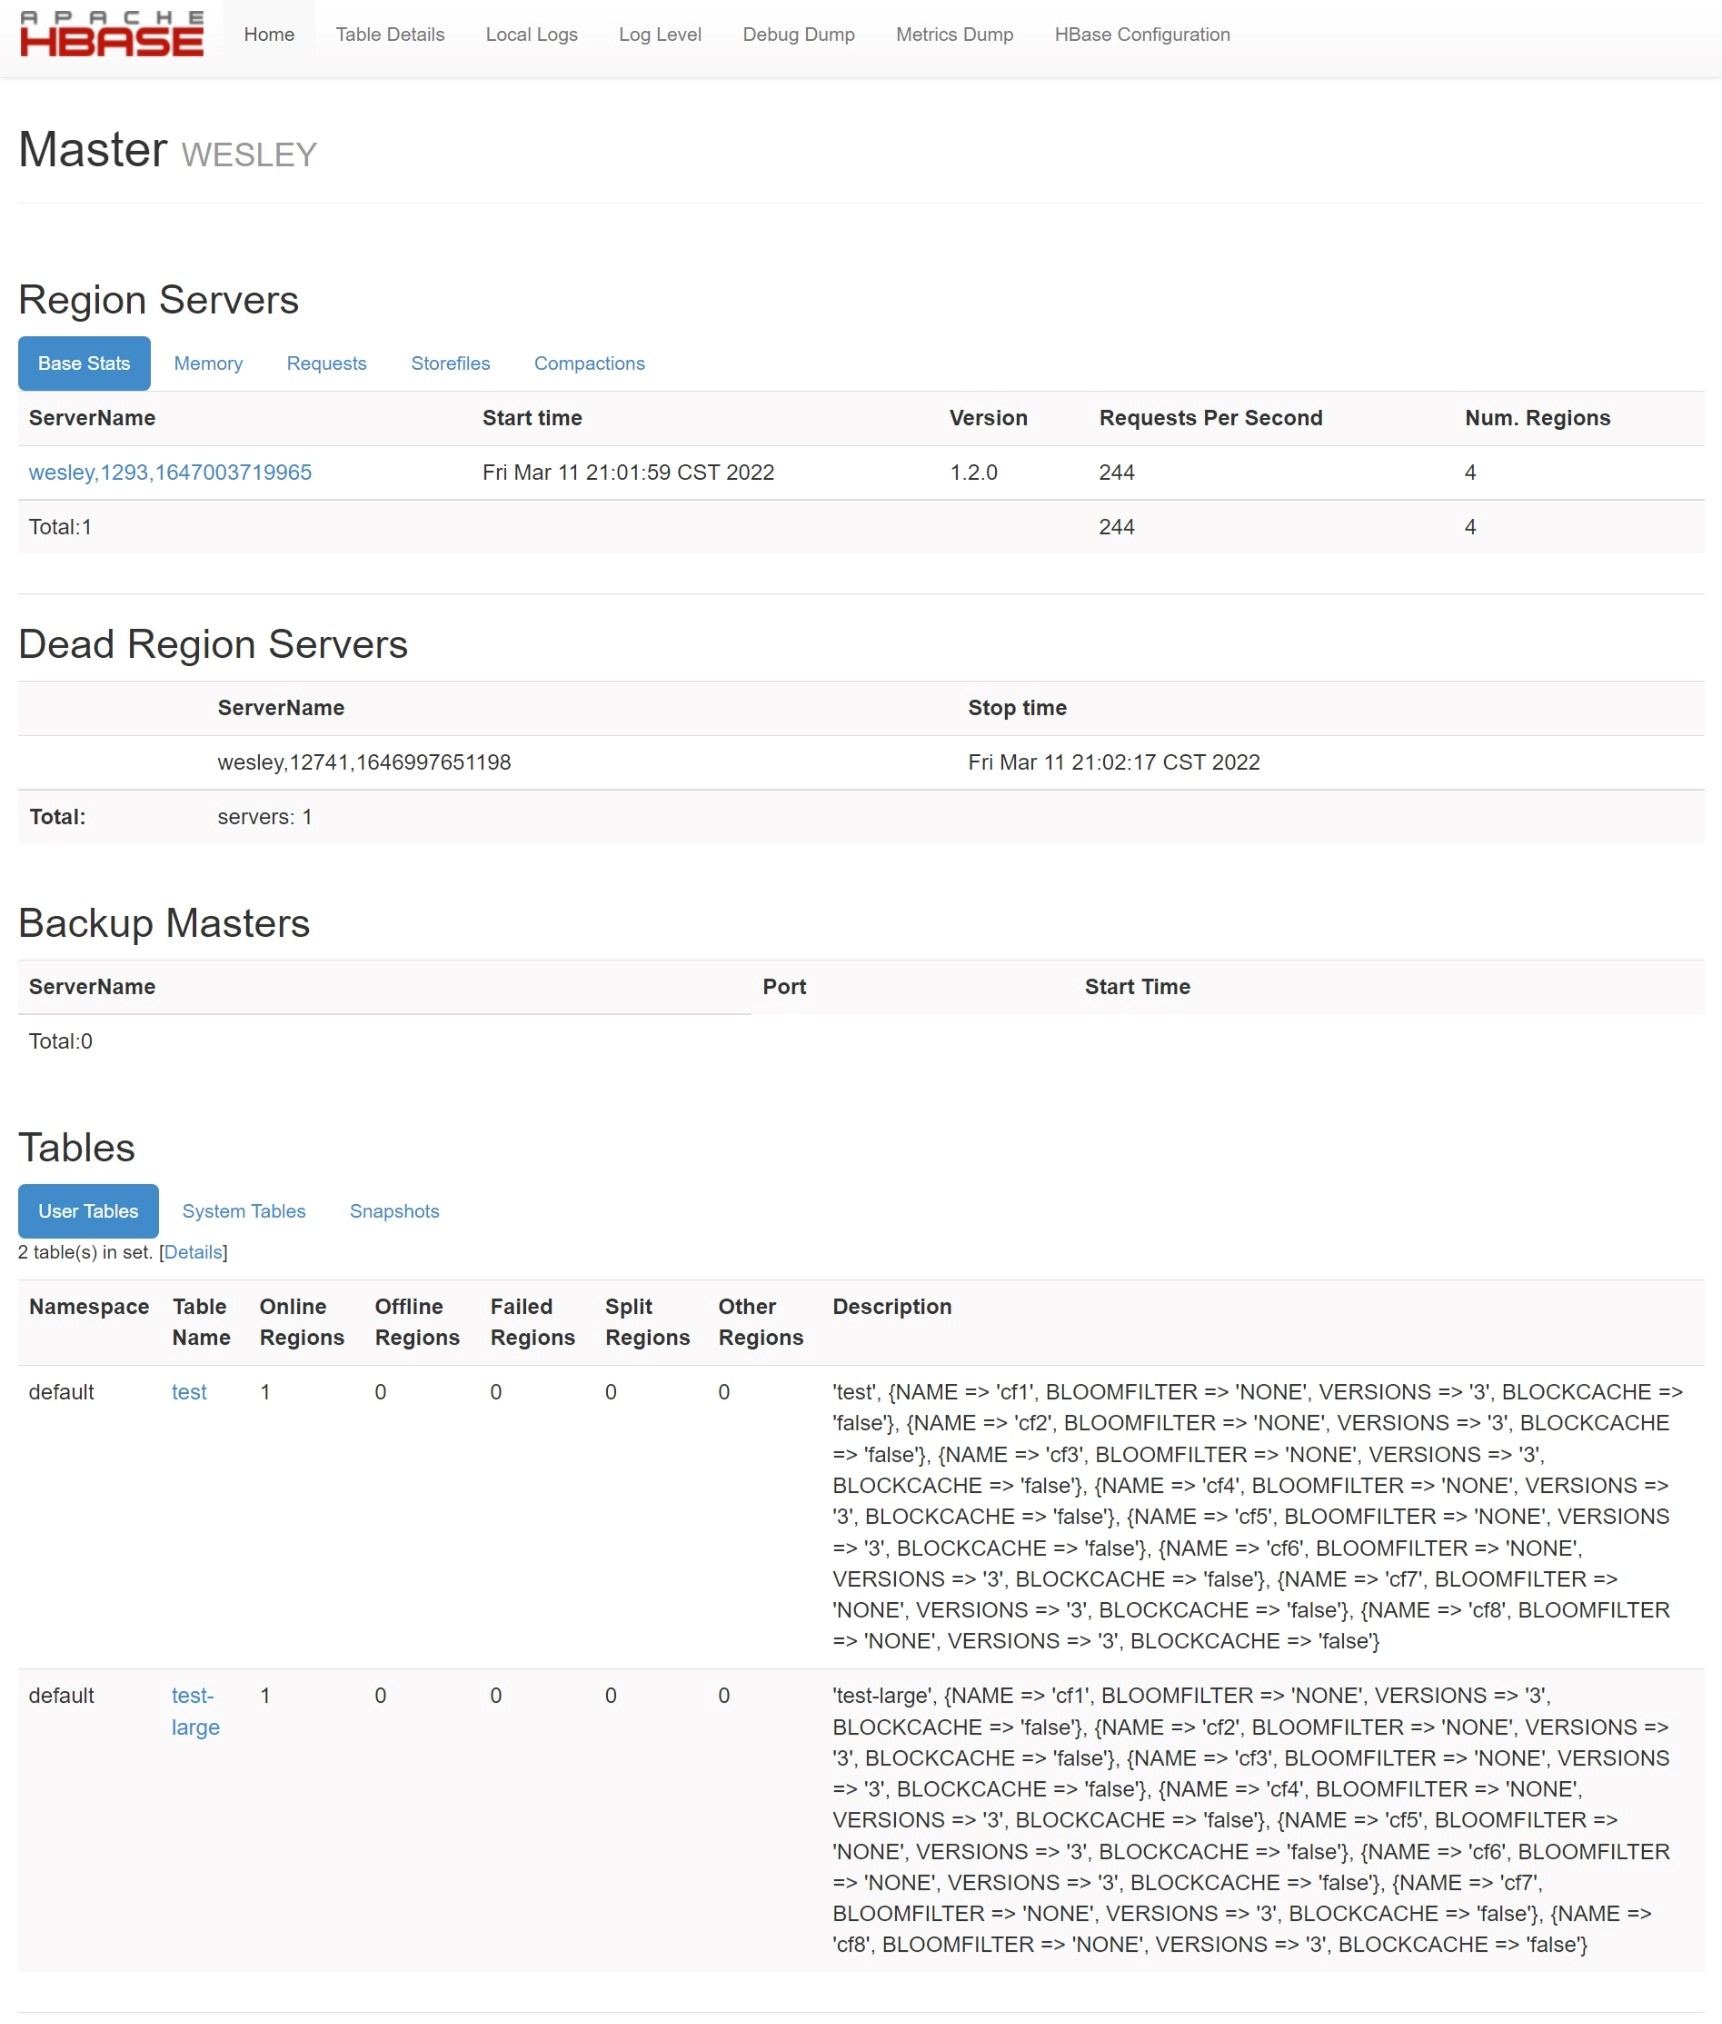 APACHE
HBASE
Home Table Details Local Logs Log Level Debug Dump Metrics Dump HBase Configuration
Master WESLEY
Region Servers
Base Stats Memory Requests Storefiles Compactions
ServerName Start time Version Requests Per Second Num. Regions
wesley,1293,1647003719965 Fri Mar 11 21:01:59 CST 2022 1.2.0 244 4
Total:1 244 4
Dead Region Servers
ServerName Stop time
wesley,12741,1646997651198 Fri Mar 11 21:02:17 CST 2022
Total: servers: 1
Backup Masters
ServerName Port Start Time
Total:0
Tables
User Tables System Tables Snapshots
2 table(s) in set. [Details]
Namespace Table Online Offline Failed Split Other Description
Name Regions Regions Regions Regions Regions
default test 1 0 0 0 0 'test', {NAME => 'cf1', BLOOMFILTER => 'NONE', VERSIONS => '3', BLOCKCACHE =>
'false'}, {NAME => 'cf2', BLOOMFILTER => 'NONE', VERSIONS => '3', BLOCKCACHE
=> 'false'}, {NAME => 'cf3', BLOOMFILTER => 'NONE', VERSIONS => '3',
BLOCKCACHE => 'false'}, {NAME => 'cf4', BLOOMFILTER => 'NONE', VERSIONS =>
'3', BLOCKCACHE => 'false'}, {NAME => 'cf5', BLOOMFILTER => 'NONE', VERSIONS
=> '3', BLOCKCACHE => 'false'}, {NAME => 'cf6', BLOOMFILTER => 'NONE',
VERSIONS => '3', BLOCKCACHE => 'false'}, {NAME => 'cf7', BLOOMFILTER =>
'NONE', VERSIONS => '3', BLOCKCACHE => 'false'}, {NAME => 'cf8', BLOOMFILTER
=> 'NONE', VERSIONS => '3', BLOCKCACHE => 'false'}
default test- 1 0 0 0 0 'test-large', {NAME => 'cf1', BLOOMFILTER => 'NONE', VERSIONS => '3',
large BLOCKCACHE => 'false'}, {NAME => 'cf2', BLOOMFILTER => 'NONE', VERSIONS =>
'3', BLOCKCACHE => 'false'}, {NAME => 'cf3', BLOOMFILTER => 'NONE', VERSIONS
=> '3', BLOCKCACHE => 'false'}, {NAME => 'cf4', BLOOMFILTER => 'NONE',
VERSIONS => '3', BLOCKCACHE => 'false'}, {NAME => 'cf5', BLOOMFILTER =>
'NONE', VERSIONS => '3', BLOCKCACHE => 'false'}, {NAME => 'cf6', BLOOMFILTER
=> 'NONE', VERSIONS => '3', BLOCKCACHE => 'false'}, {NAME => 'cf7',
BLOOMFILTER => 'NONE', VERSIONS => '3', BLOCKCACHE => 'false'}, {NAME =>
'cf8', BLOOMFILTER => 'NONE', VERSIONS => '3', BLOCKCACHE => 'false'}